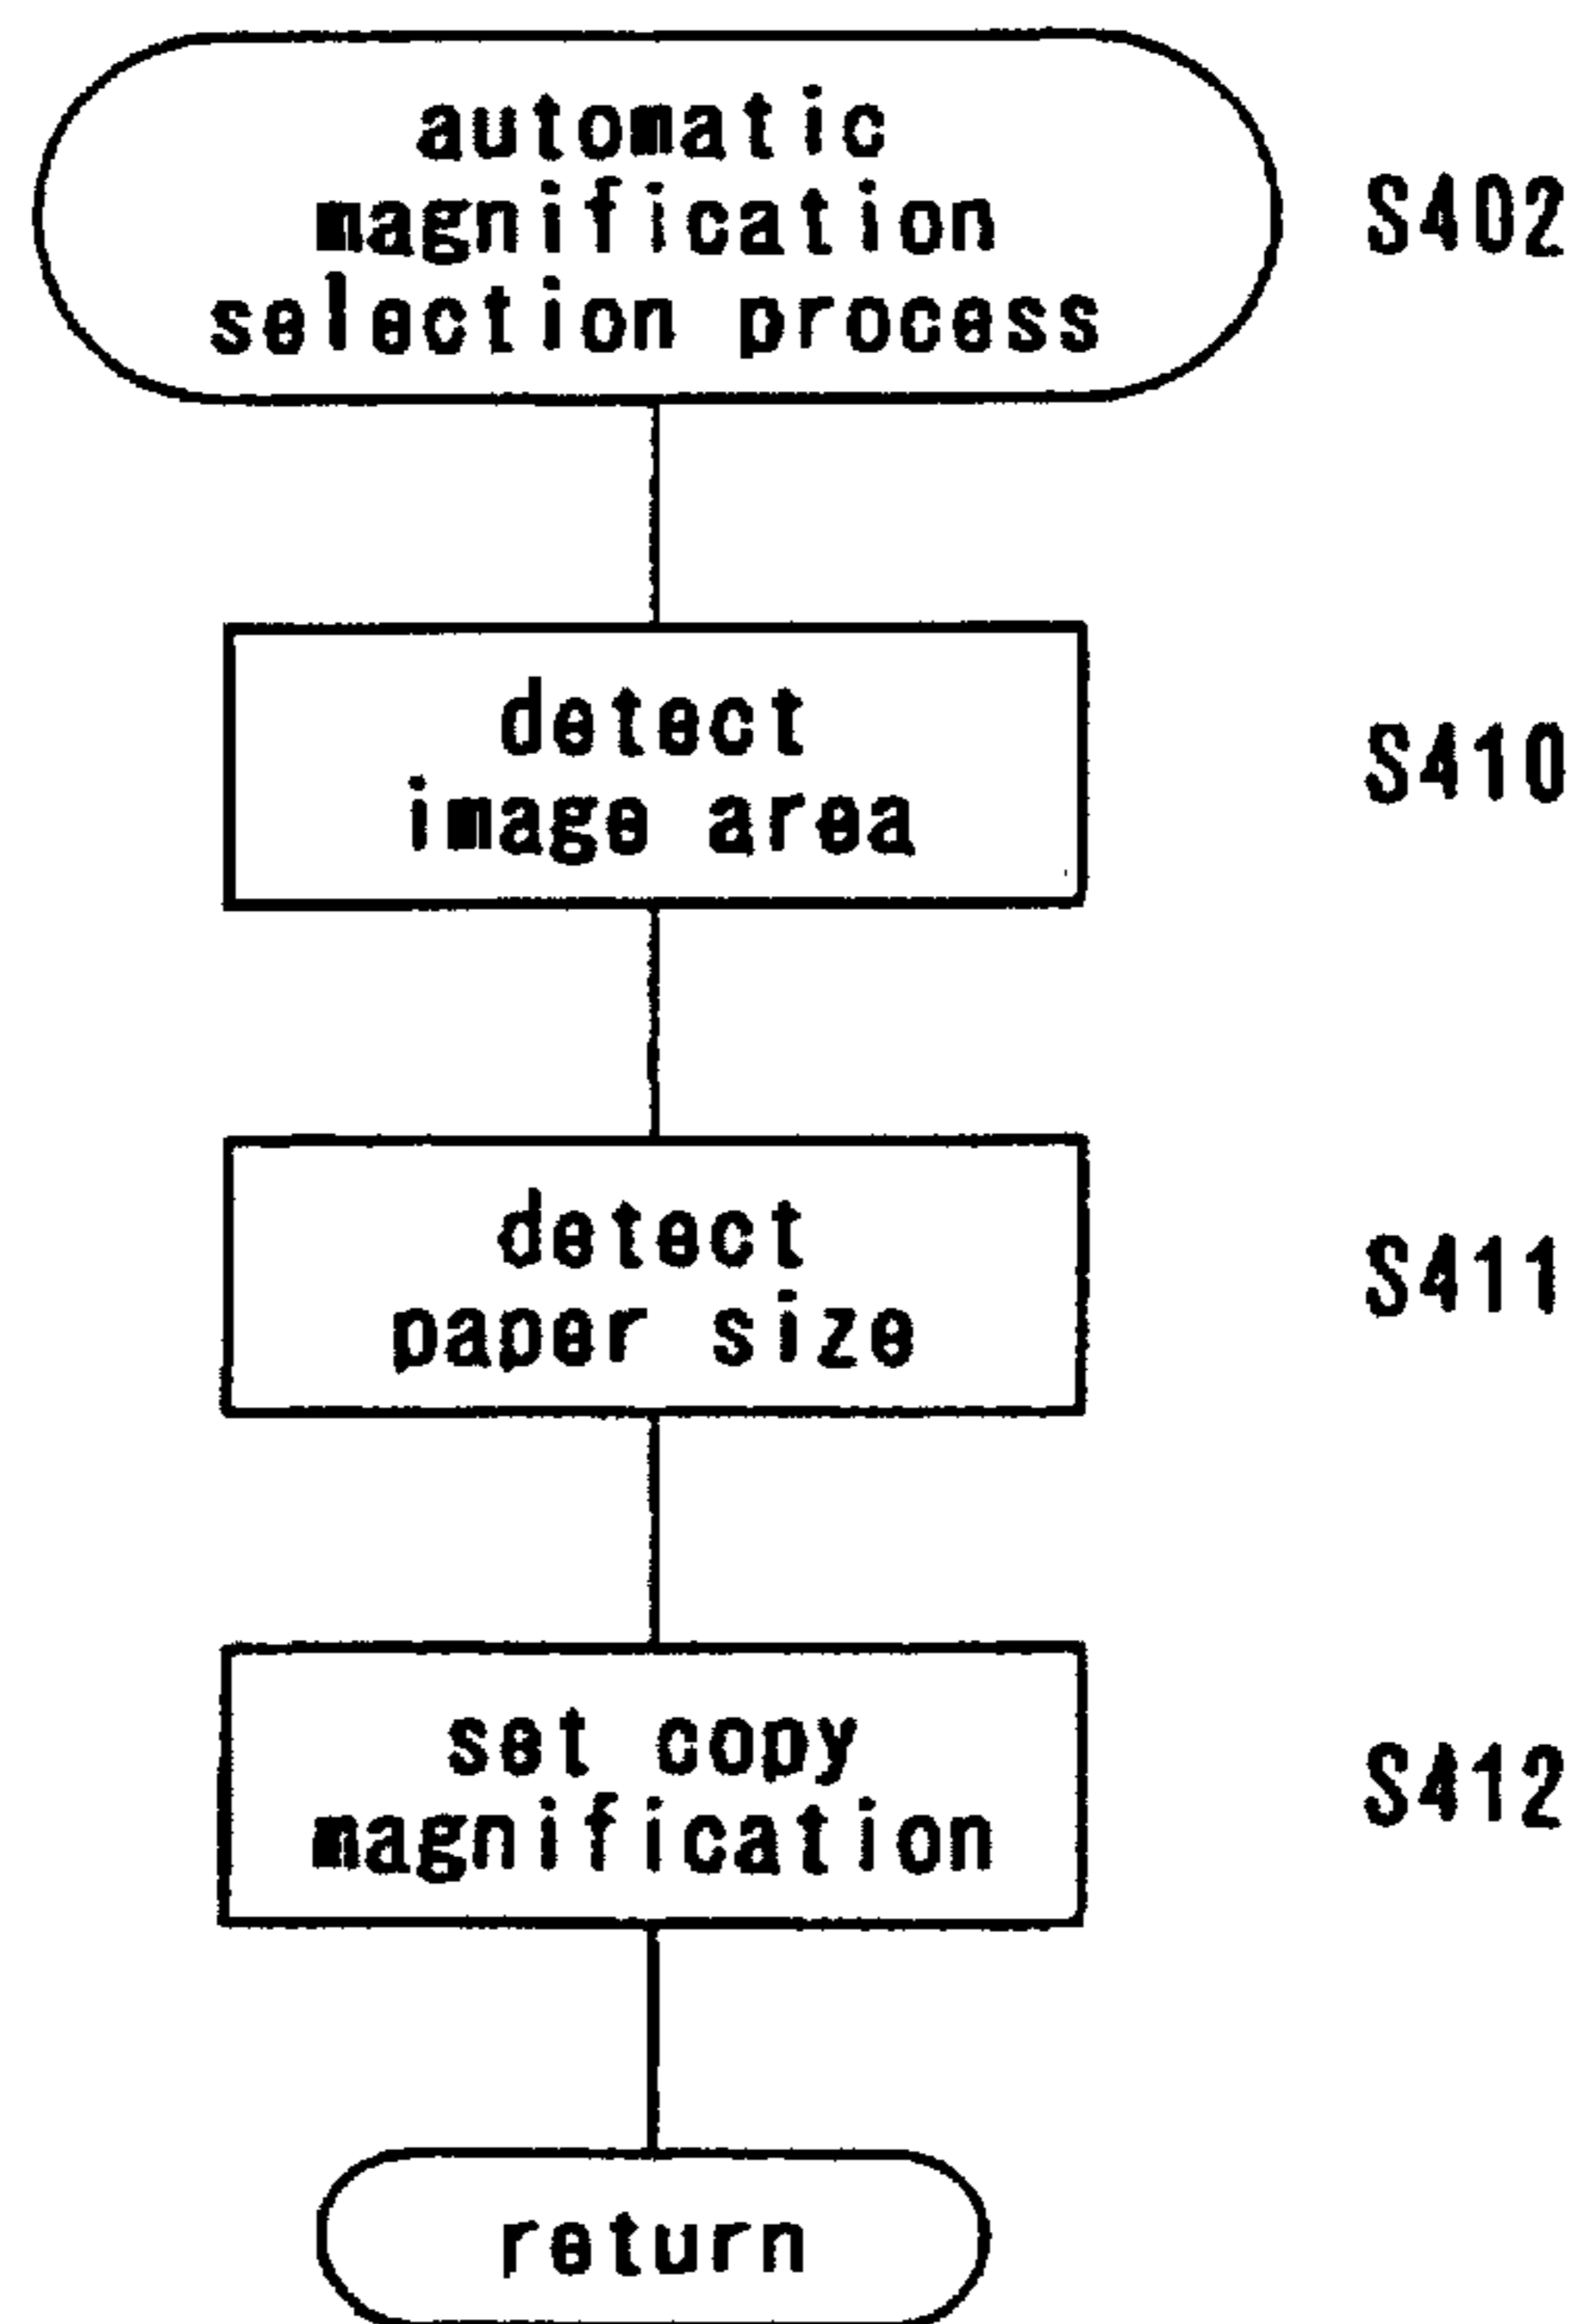 automatic
magnification
selection process
S402
detect
image area
S410
detect
paper size
S411
set copy
magnification
S412
return